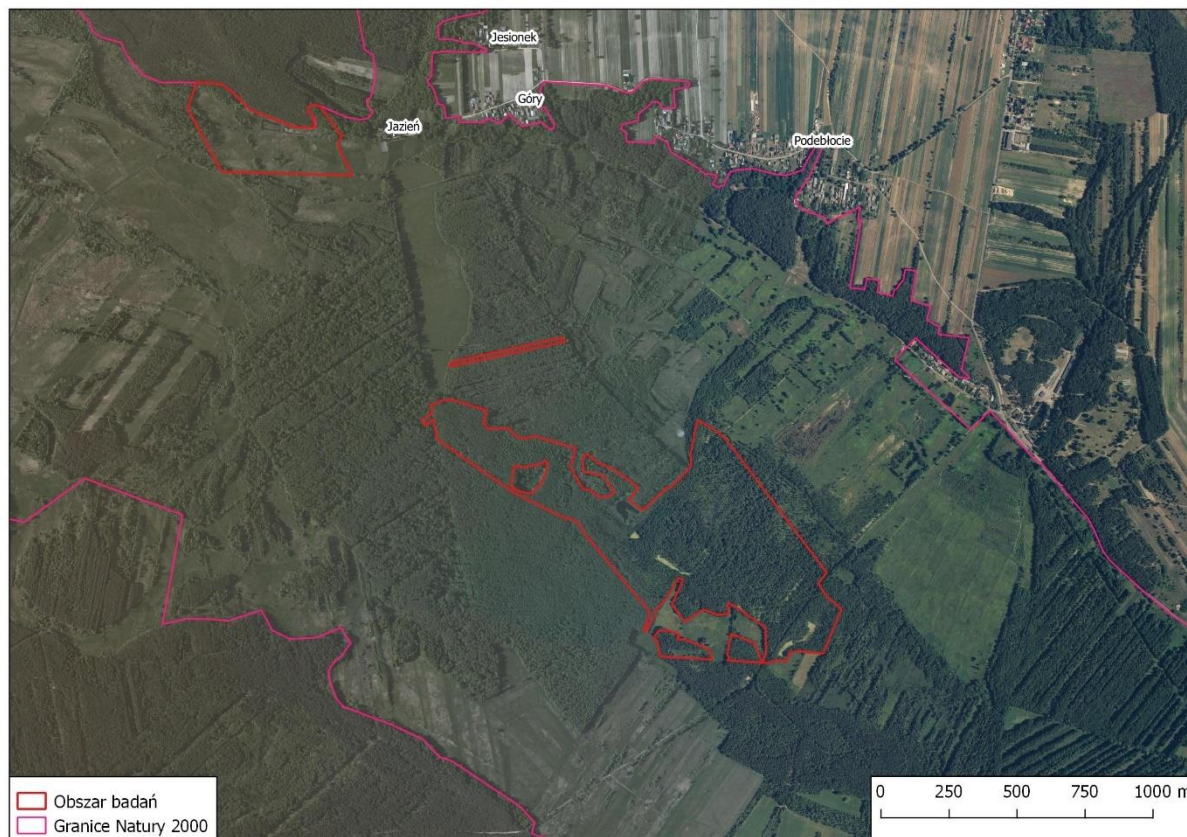 Jesionek
Góry
Jazień
Podebłocie
Obszar badań
Granice Natury 2000
0 250 500 750 1000 m